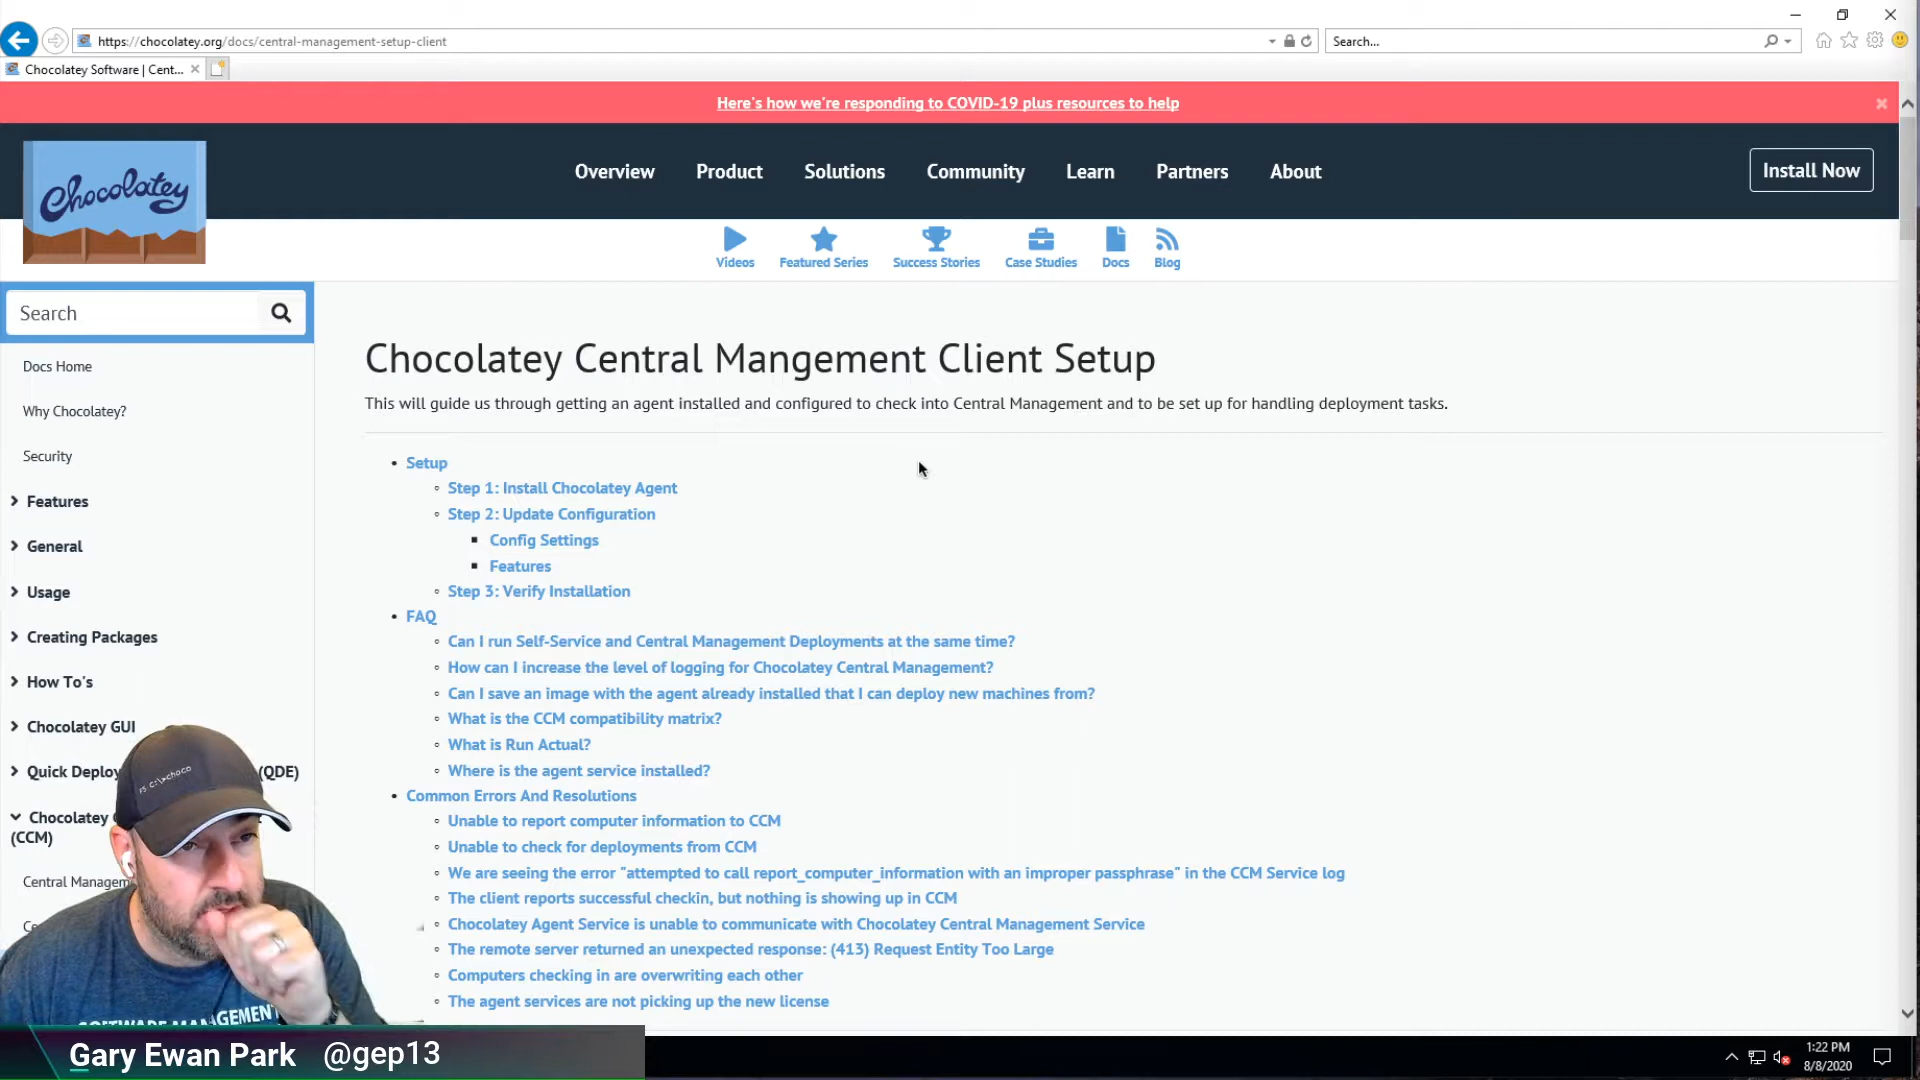 https://chocolatey.org/docs/central-management-setup-client
Search...
Chocolatey Software | Cent...
Here's how we're responding to COVID-19 plus resources to help
Chocolatey
Overview
Product
Solutions
Community
Learn
Partners
About
Install Now
Videos
Featured Series
Success Stories
Case Studies
Docs
Blog
Search
Docs Home
Why Chocolatey?
Security
Features
General
Usage
Creating Packages
How To's
Chocolatey GUI
Quick Deploy (QDE)
Chocolatey
(CCM)
Central Managem
Chocolatey Central Mangement Client Setup
This will guide us through getting an agent installed and configured to check into Central Management and to be set up for handling deployment tasks.
Setup
Step 1: Install Chocolatey Agent
Step 2: Update Configuration
Config Settings
Features
Step 3: Verify Installation
FAQ
Can I run Self-Service and Central Management Deployments at the same time?
How can I increase the level of logging for Chocolatey Central Management?
Can I save an image with the agent already installed that I can deploy new machines from?
What is the CCM compatibility matrix?
What is Run Actual?
Where is the agent service installed?
Common Errors And Resolutions
Unable to report computer information to CCM
Unable to check for deployments from CCM
We are seeing the error "attempted to call report_computer_information with an improper passphrase" in the CCM Service log
The client reports successful checkin, but nothing is showing up in CCM
Chocolatey Agent Service is unable to communicate with Chocolatey Central Management Service
The remote server returned an unexpected response: (413) Request Entity Too Large
Computers checking in are overwriting each other
The agent services are not picking up the new license
PS C:\>choco
SOFTWARE MANAGEMENT
Gary Ewan Park @gep13
1:22 PM
8/8/2020